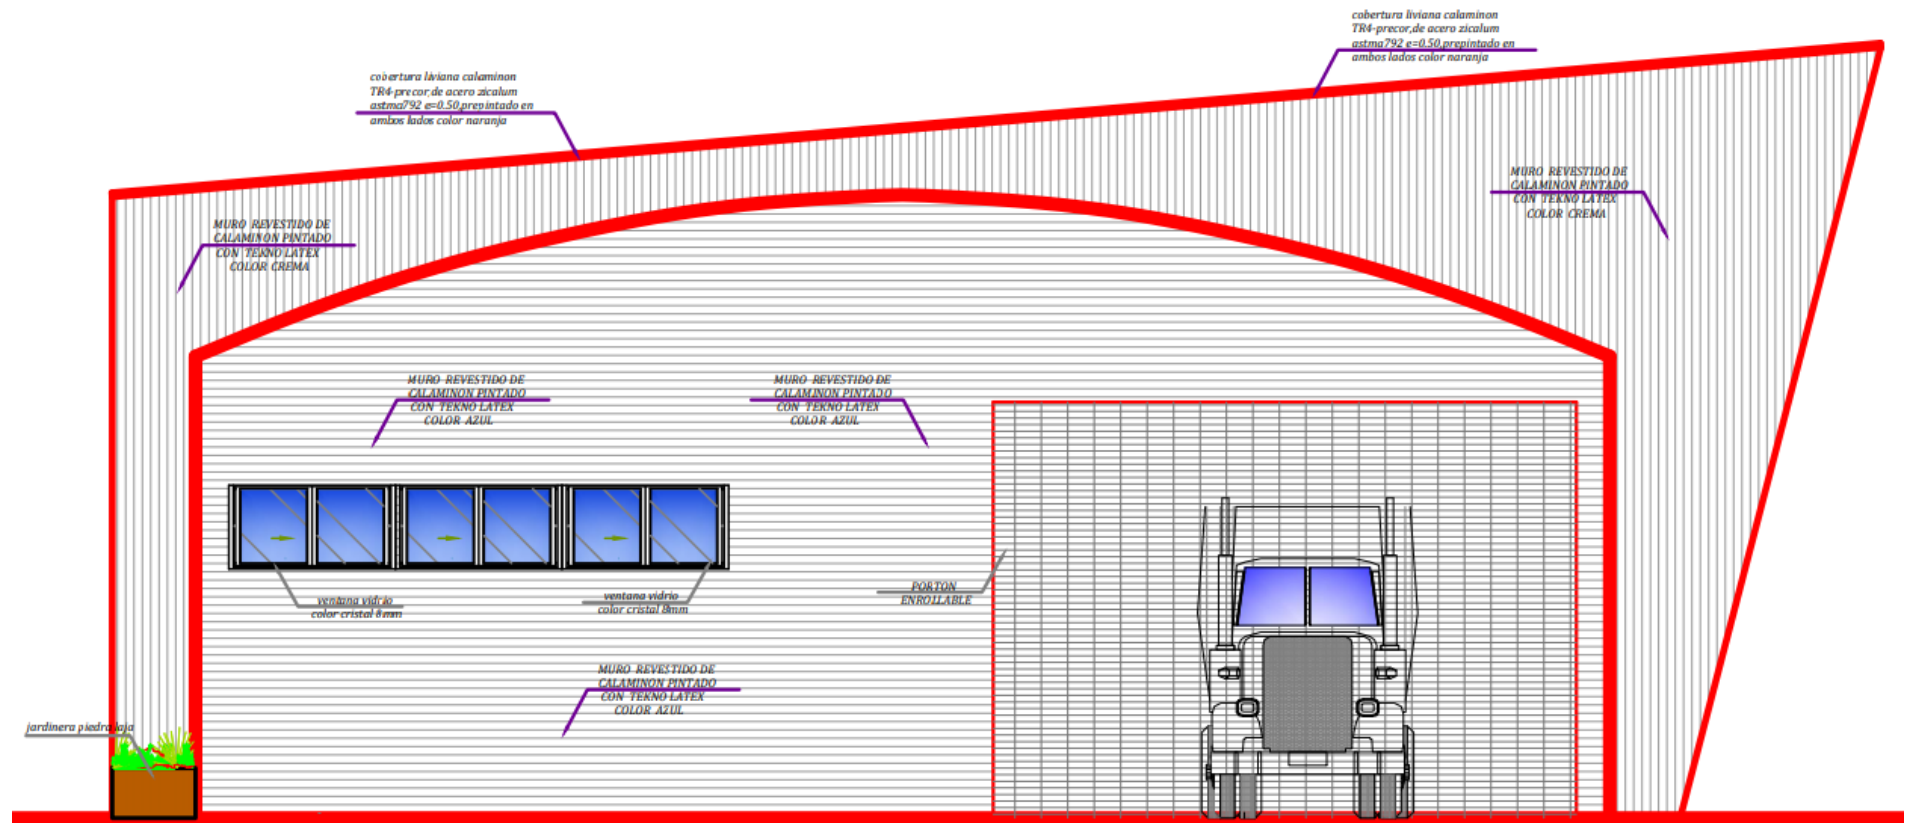 cobertura liviana calaminon
TR4-precor,de acero zicalum
astma792 e=0.50,prepintado en
ambos lados color naranja
cobertura liviana calaminon
TR4-precor,de acero zicalum
astma792 e=0.50,prepintado en
ambos lados color naranja
MURO REVESTIDO DE
CALAMINON PINTADO
CON TEKNO LATEX
COLOR CREMA
MURO REVESTIDO DE
CALAMINON PINTADO
CON TEKNO LATEX
COLOR CREMA
MURO REVESTIDO DE
CALAMINON PINTADO
CON TEKNO LATEX
COLOR AZUL
MURO REVESTIDO DE
CALAMINON PINTADO
CON TEKNO LATEX
COLOR AZUL
ventana vidrio
color cristal 8mm
ventana vidrio
color cristal 8mm
PORTON
ENROLLABLE
MURO REVESTIDO DE
CALAMINON PINTADO
CON TEKNO LATEX
COLOR AZUL
jardinera piedra laja